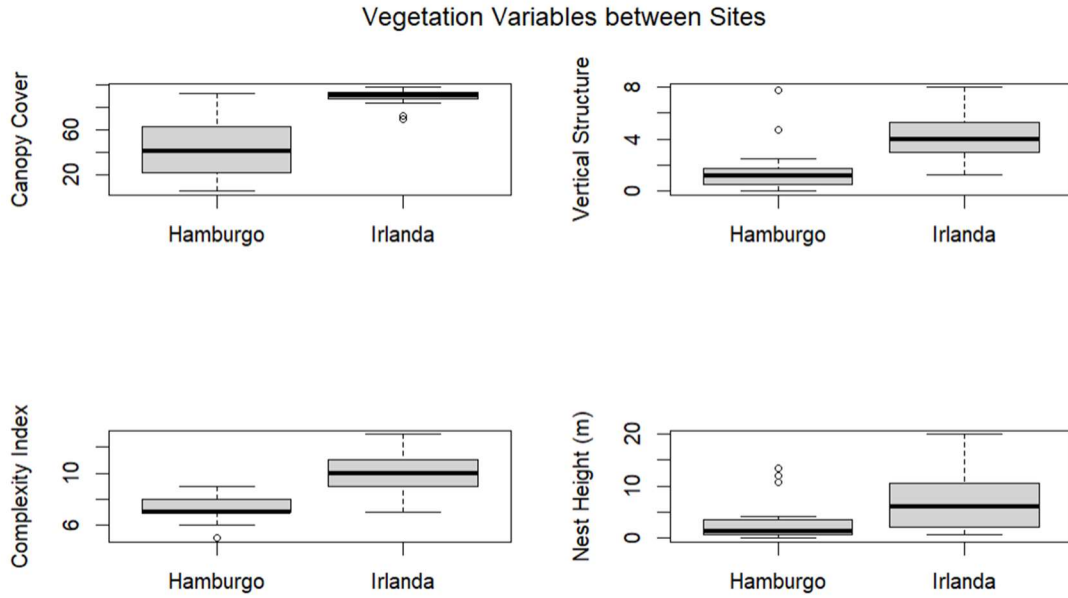 Vegetation Variables between Sites
Canopy Cover
60
20
Hamburgo Irlanda
Vertical Structure
8
4
0
Hamburgo Irlanda
Complexity Index
10
6
Hamburgo Irlanda
Nest Height (m)
20
10
0
Hamburgo Irlanda